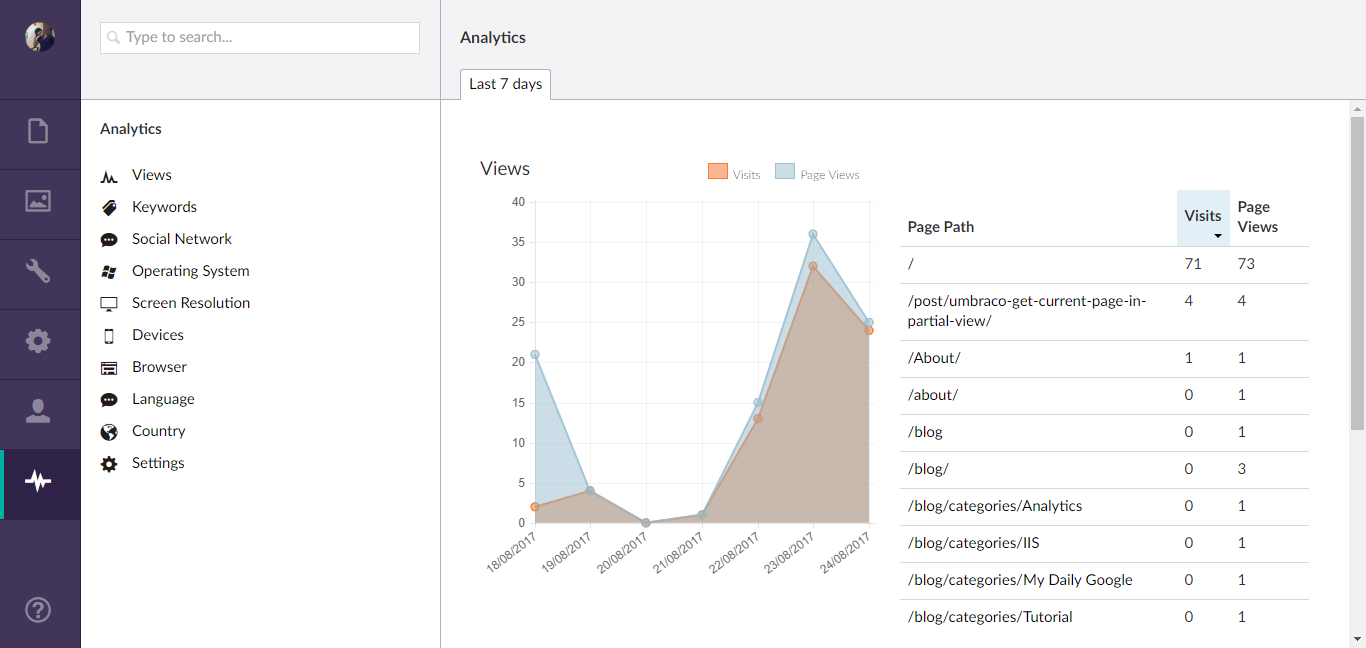 Type to search...
Analytics
Views
Keywords
Social Network
Operating System
Screen Resolution
Devices
Browser
Language
Country
Settings
Analytics
Last 7 days
Views
Visits
Page Views
40
35
30
25
20
15
10
5
0
18/08/2017
19/08/2017
20/08/2017
21/08/2017
22/08/2017
23/08/2017
24/08/2017
Page Path Visits Page Views
/ 71 73
/post/umbraco-get-current-page-in- 4 4
partial-view/
/About/ 1 1
/about/ 0 1
/blog 0 1
/blog/ 0 3
/blog/categories/Analytics 0 1
/blog/categories/IIS 0 1
/blog/categories/My Daily Google 0 1
/blog/categories/Tutorial 0 1